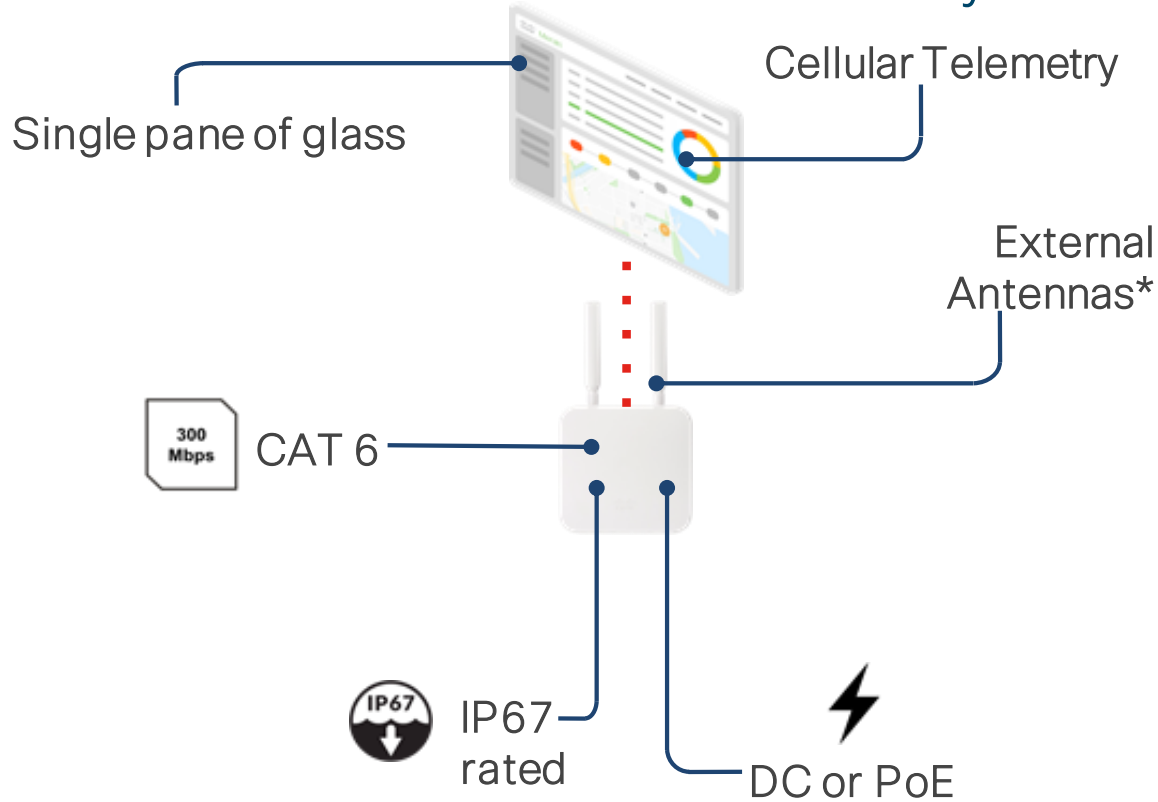 Cellular Telemetry
Single pane of glass
External
Antennas*
300
Mbps
CAT 6
IP67
IP67
rated
DC or PoE